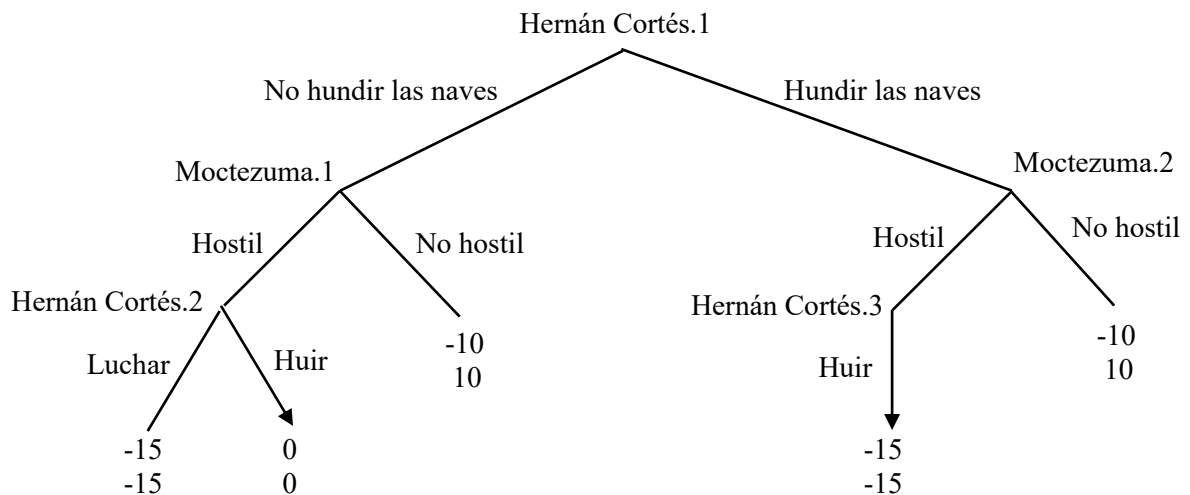 Hernán Cortés.1
No hundir las naves
Hundir las naves
Moctezuma.1
Moctezuma.2
Hostil
No hostil
Hostil
No hostil
Hernán Cortés.2
Hernán Cortés.3
Luchar
Huir
-10
10
Huir
-10
10
-15
-15
0
0
-15
-15